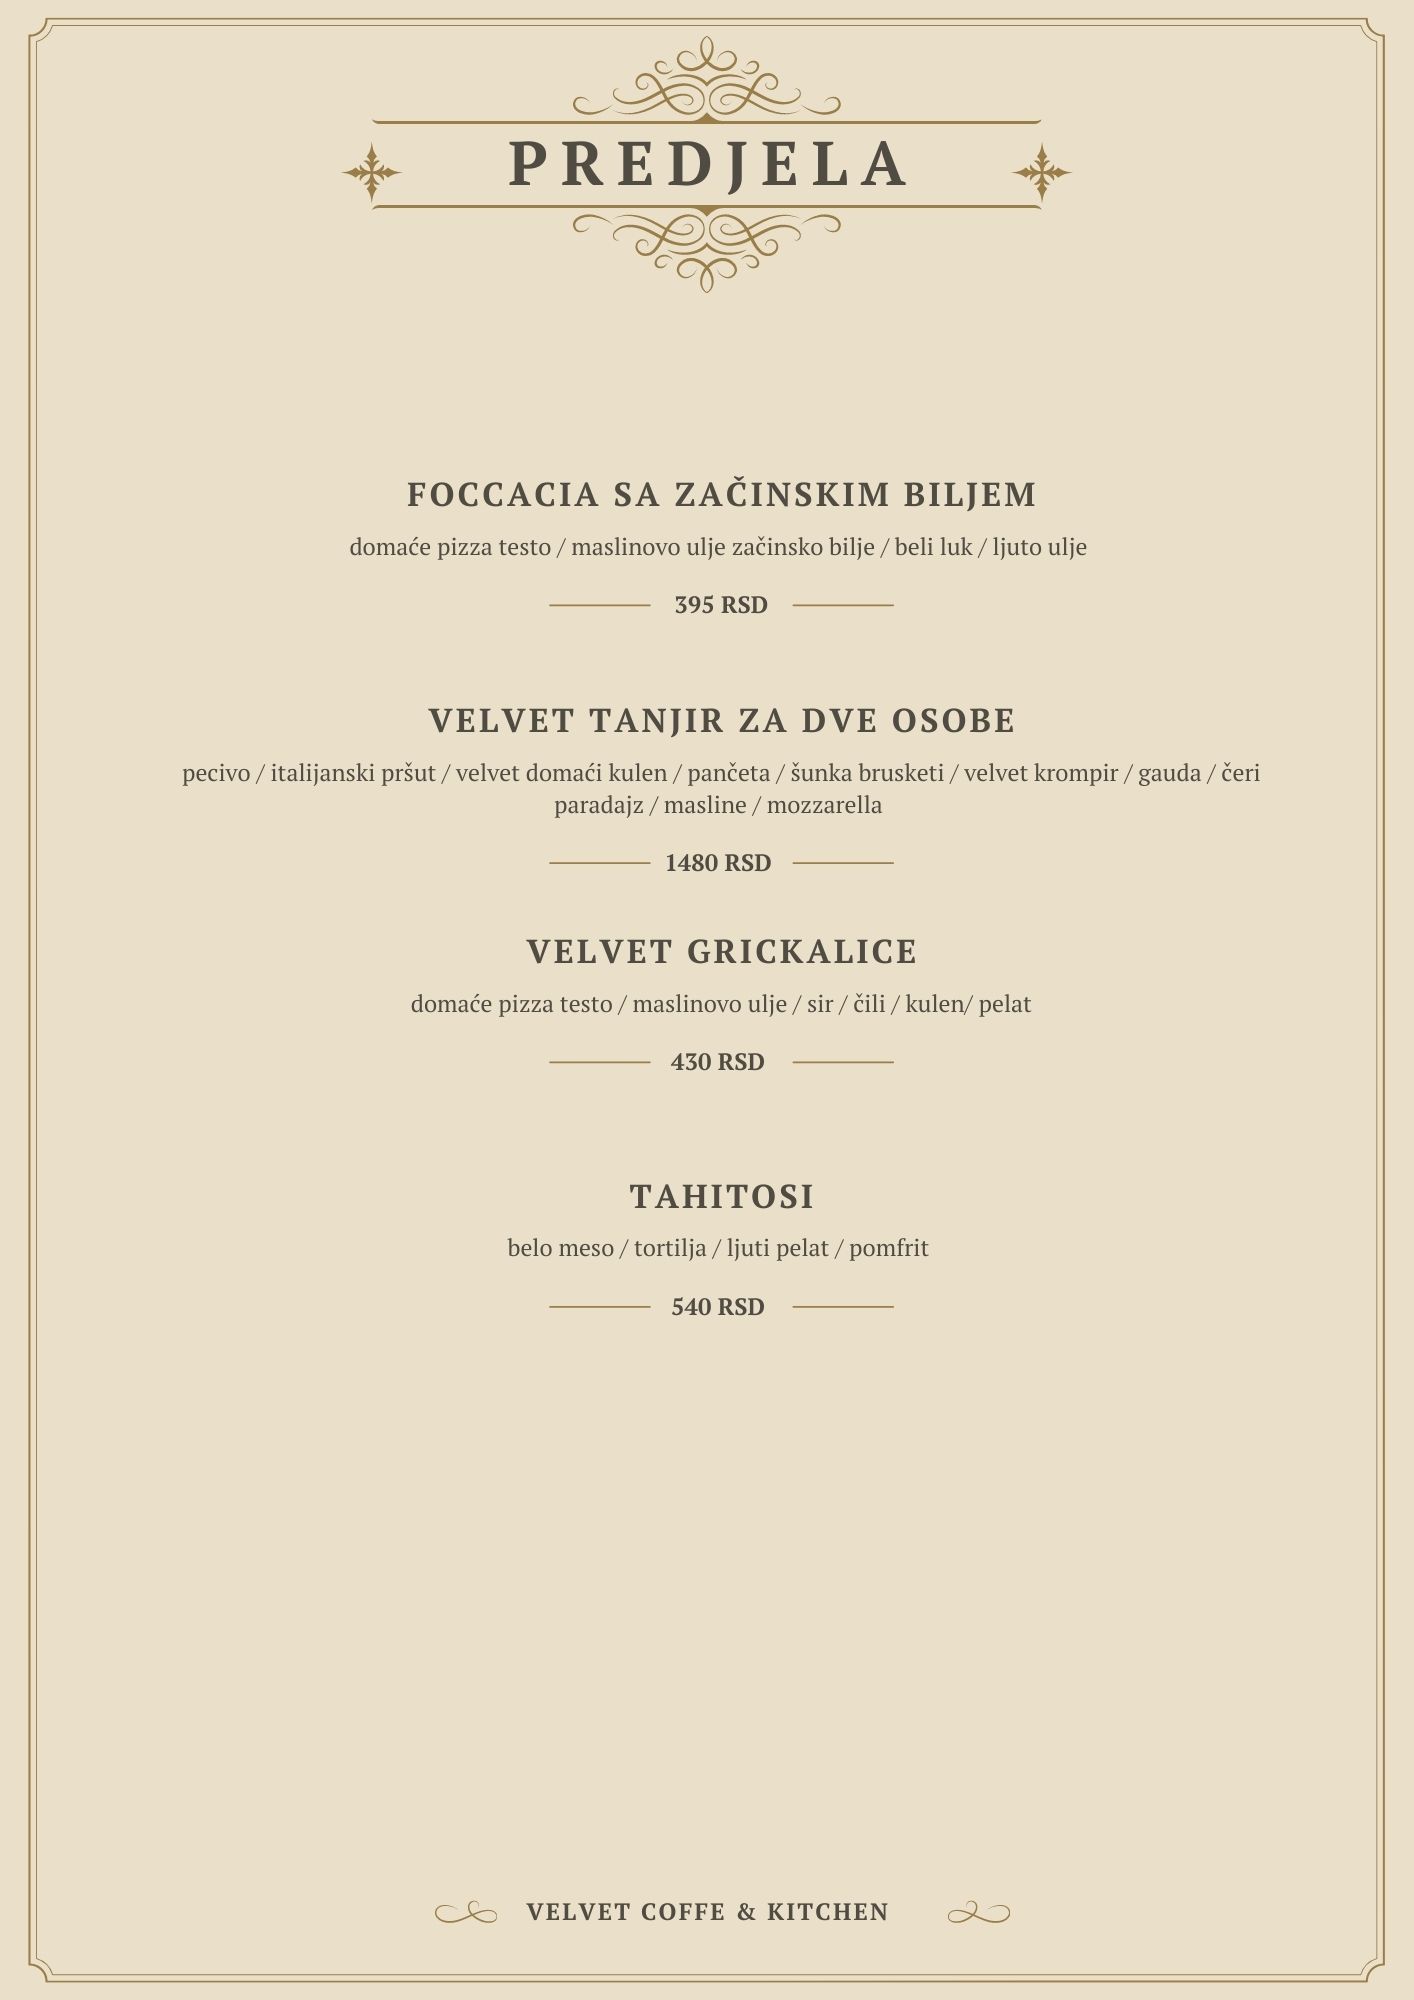 PREDJELA
FOCCACIA SA ZAČINSKIM BILJEM
domaće pizza testo / maslinovo ulje začinsko bilje / beli luk / ljuto ulje
395 RSD
VELVET TANJIR ZA DVE OSOBE
pecivo / italijanski pršut / velvet domaći kulen / pančeta / šunka brusketi / velvet krompir / gauda / čeri
paradajz / masline / mozzarella
1480 RSD
VELVET GRICKALICE
domaće pizza testo / maslinovo ulje / sir / čili / kulen/ pelat
430 RSD
TAHITOSI
belo meso / tortilja / ljuti pelat / pomfrit
540 RSD
VELVET COFFE & KITCHEN